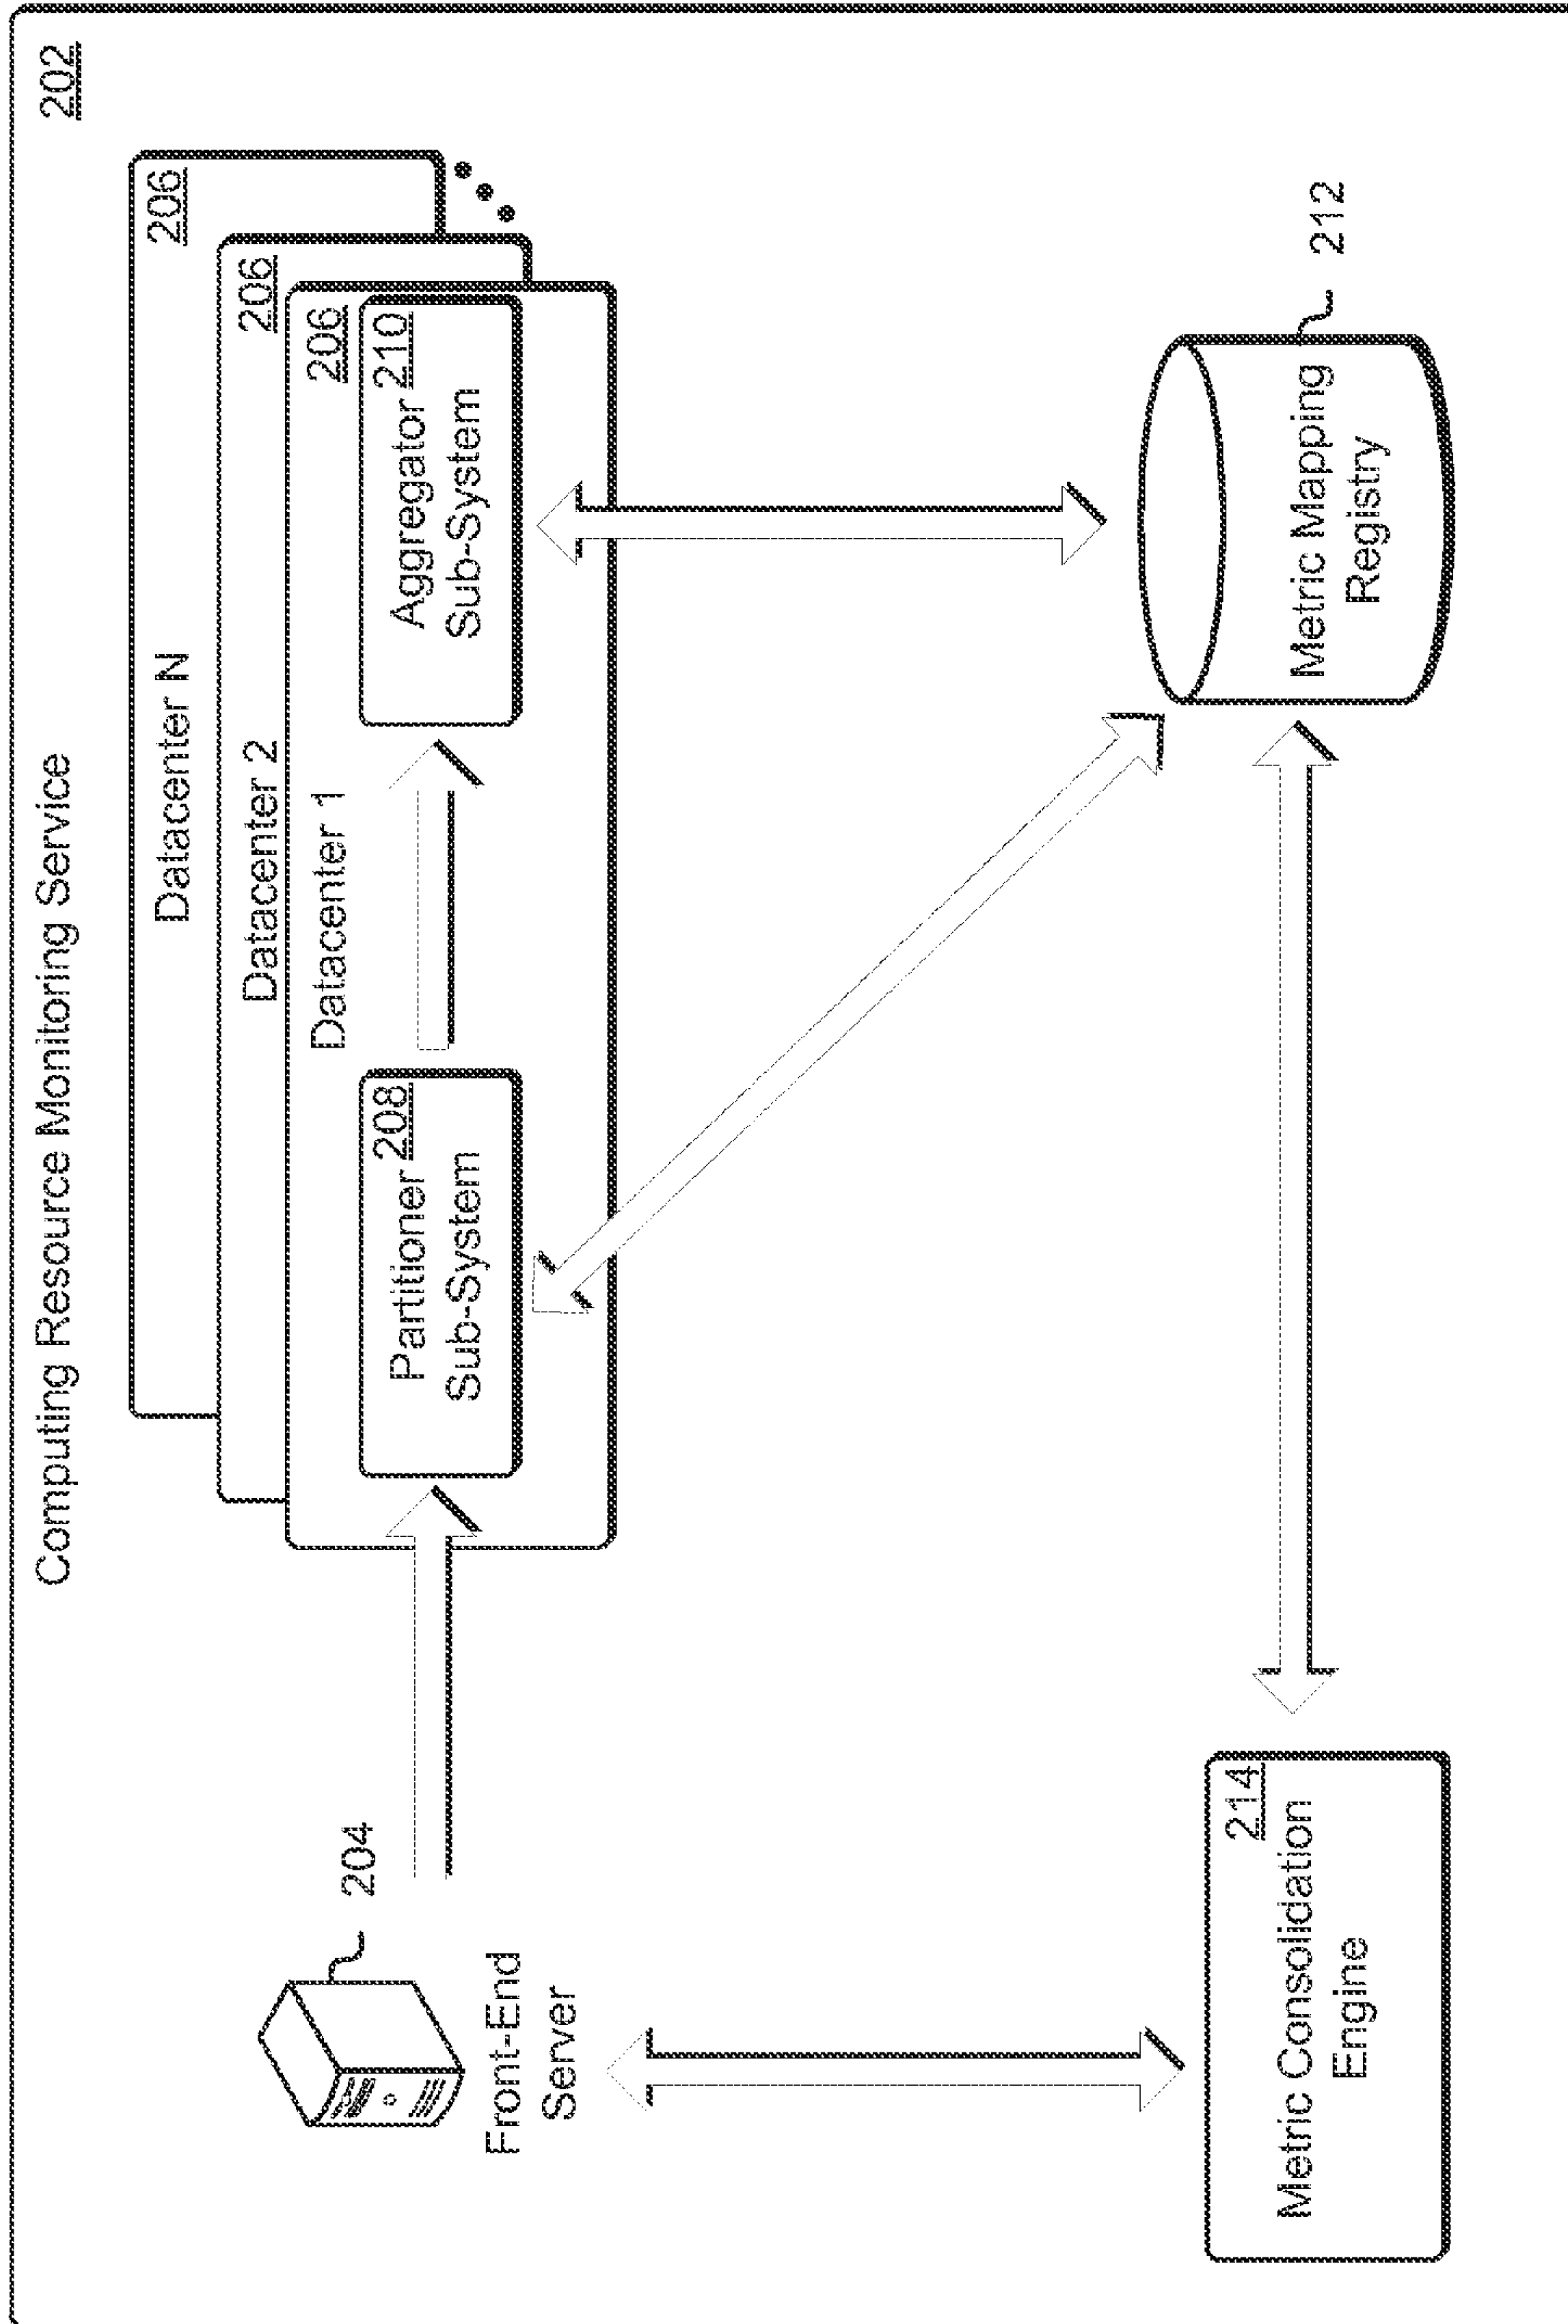 Computing Resource Monitoring Service
202
Datacenter N
206
Datacenter 2
206
Datacenter 1
206
204
Front-End
Server
Partitioner 208
Sub-System
Aggregator 210
Sub-System
214
Metric Consolidation
Engine
Metric Mapping
Registry
212